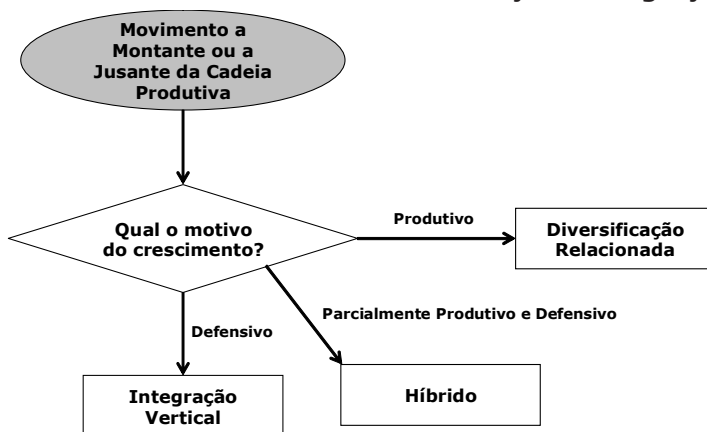 Movimento a
Montante ou a
Jusante da Cadeia
Produtiva
Qual o motivo
do crescimento?
Produtivo
Diversificação
Relacionada
Parcialmente Produtivo e Defensivo
Defensivo
Integração
Vertical
Híbrido